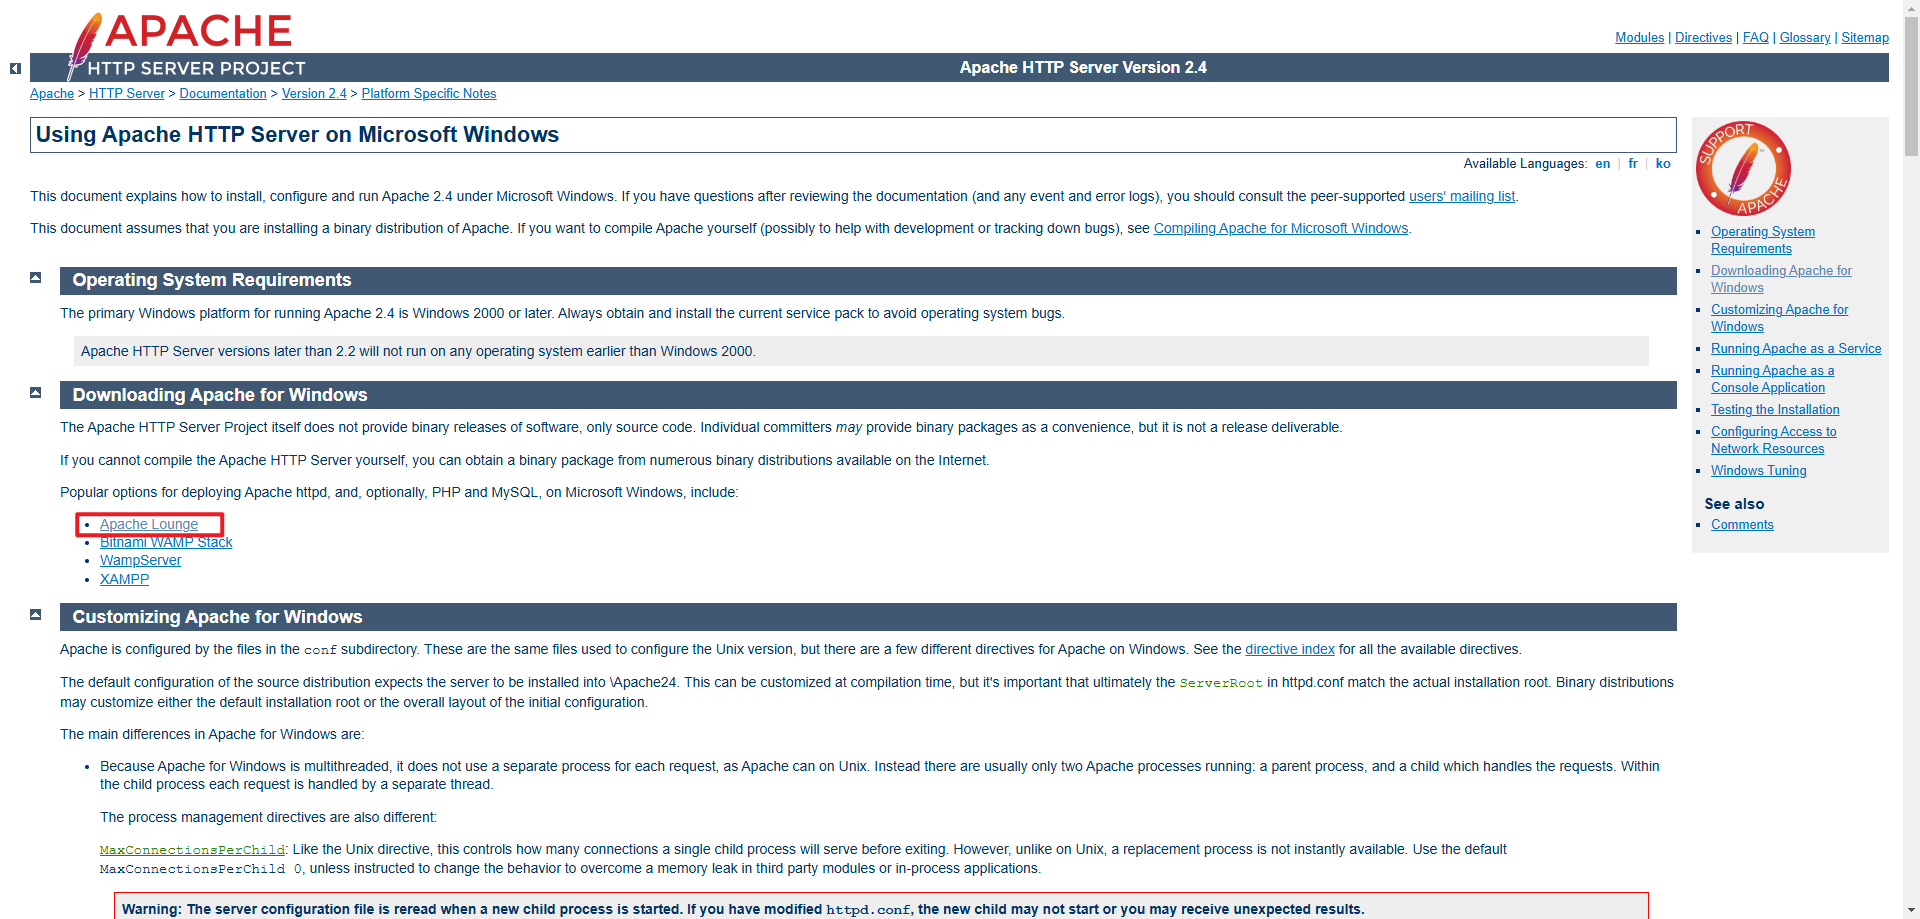 APACHE
HTTP SERVER PROJECT
Modules | Directives | FAQ | Glossary | Sitemap
Apache HTTP Server Version 2.4
Apache > HTTP Server > Documentation > Version 2.4 > Platform Specific Notes
Using Apache HTTP Server on Microsoft Windows
Available Languages: en | fr | ko
This document explains how to install, configure and run Apache 2.4 under Microsoft Windows. If you have questions after reviewing the documentation (and any event and error logs), you should consult the peer-supported users' mailing list.
This document assumes that you are installing a binary distribution of Apache. If you want to compile Apache yourself (possibly to help with development or tracking down bugs), see Compiling Apache for Microsoft Windows.
Operating System Requirements
The primary Windows platform for running Apache 2.4 is Windows 2000 or later. Always obtain and install the current service pack to avoid operating system bugs.
Apache HTTP Server versions later than 2.2 will not run on any operating system earlier than Windows 2000.
Downloading Apache for Windows
The Apache HTTP Server Project itself does not provide binary releases of software, only source code. Individual committers may provide binary packages as a convenience, but it is not a release deliverable.
If you cannot compile the Apache HTTP Server yourself, you can obtain a binary package from numerous binary distributions available on the Internet.
Popular options for deploying Apache httpd, and, optionally, PHP and MySQL, on Microsoft Windows, include:
Apache Lounge
Bitnami WAMP Stack
WampServer
XAMPP
Customizing Apache for Windows
Apache is configured by the files in the conf subdirectory. These are the same files used to configure the Unix version, but there are a few different directives for Apache on Windows. See the directive index for all the available directives.
The default configuration of the source distribution expects the server to be installed into \Apache24. This can be customized at compilation time, but it's important that ultimately the ServerRoot in httpd.conf match the actual installation root. Binary distributions
may customize either the default installation root or the overall layout of the initial configuration.
The main differences in Apache for Windows are:
Because Apache for Windows is multithreaded, it does not use a separate process for each request, as Apache can on Unix. Instead there are usually only two Apache processes running: a parent process, and a child which handles the requests. Within
the child process each request is handled by a separate thread.
The process management directives are also different:
MaxConnectionsPerChild: Like the Unix directive, this controls how many connections a single child process will serve before exiting. However, unlike on Unix, a replacement process is not instantly available. Use the default
MaxConnectionsPerChild 0, unless instructed to change the behavior to overcome a memory leak in third party modules or in-process applications.
Warning: The server configuration file is reread when a new child process is started. If you have modified httpd.conf, the new child may not start or you may receive unexpected results.
SUPPORT
APACHE
Operating System
Requirements
Downloading Apache for
Windows
Customizing Apache for
Windows
Running Apache as a Service
Running Apache as a
Console Application
Testing the Installation
Configuring Access to
Network Resources
Windows Tuning
See also
Comments